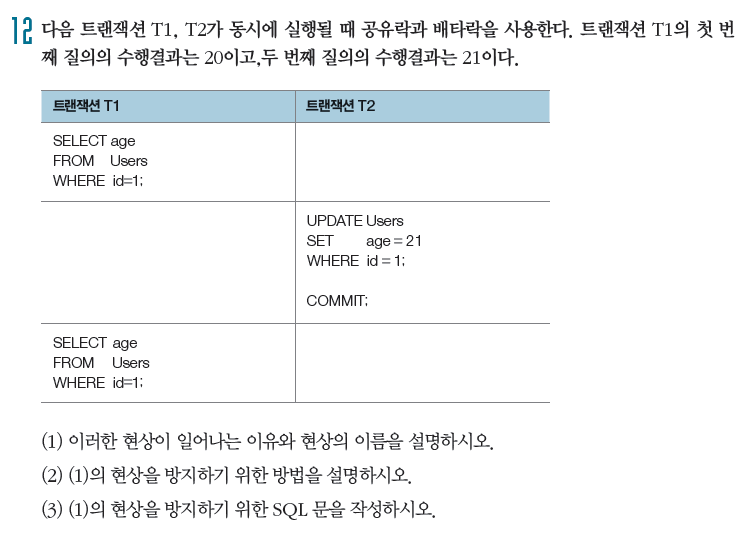 12 다음 트랜잭션 T1, T2가 동시에 실행될 때 공유락과 배타락을 사용한다. 트랜잭션 T1의 첫 번
째 질의의 수행결과는 20이고,두 번째 질의의 수행결과는 21이다.
트랜잭션 T1 트랜잭션 T2
SELECT age
FROM Users
WHERE id=1;
UPDATE Users
SET age = 21
WHERE id = 1;
COMMIT;
SELECT age
FROM Users
WHERE id=1;
(1) 이러한 현상이 일어나는 이유와 현상의 이름을 설명하시오.
(2) (1)의 현상을 방지하기 위한 방법을 설명하시오.
(3) (1)의 현상을 방지하기 위한 SQL 문을 작성하시오.